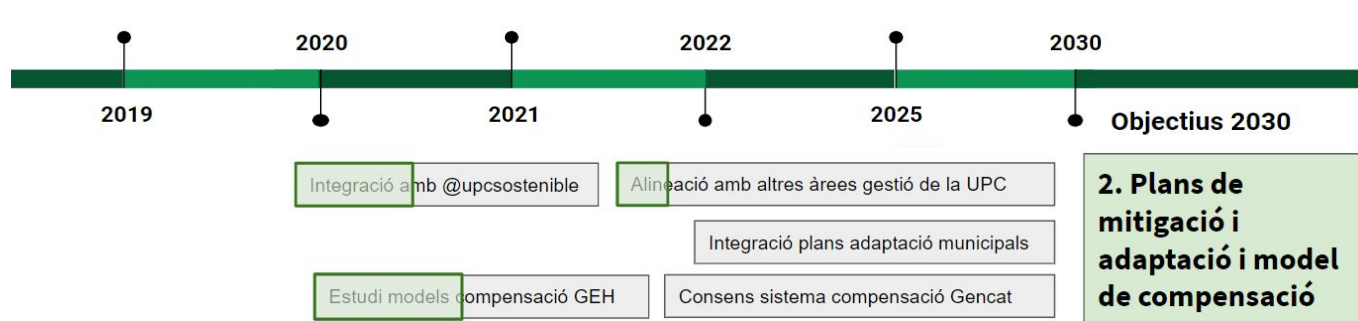 2020 2022 2030
2019 2021 2025
Objectius 2030
Integració amb @upcsostenible
Alineació amb altres àrees gestió de la UPC
Integració plans adaptació municipals
Estudi models compensació GEH
Consens sistema compensació Gencat
2. Plans de
mitigació i
adaptació i model
de compensació